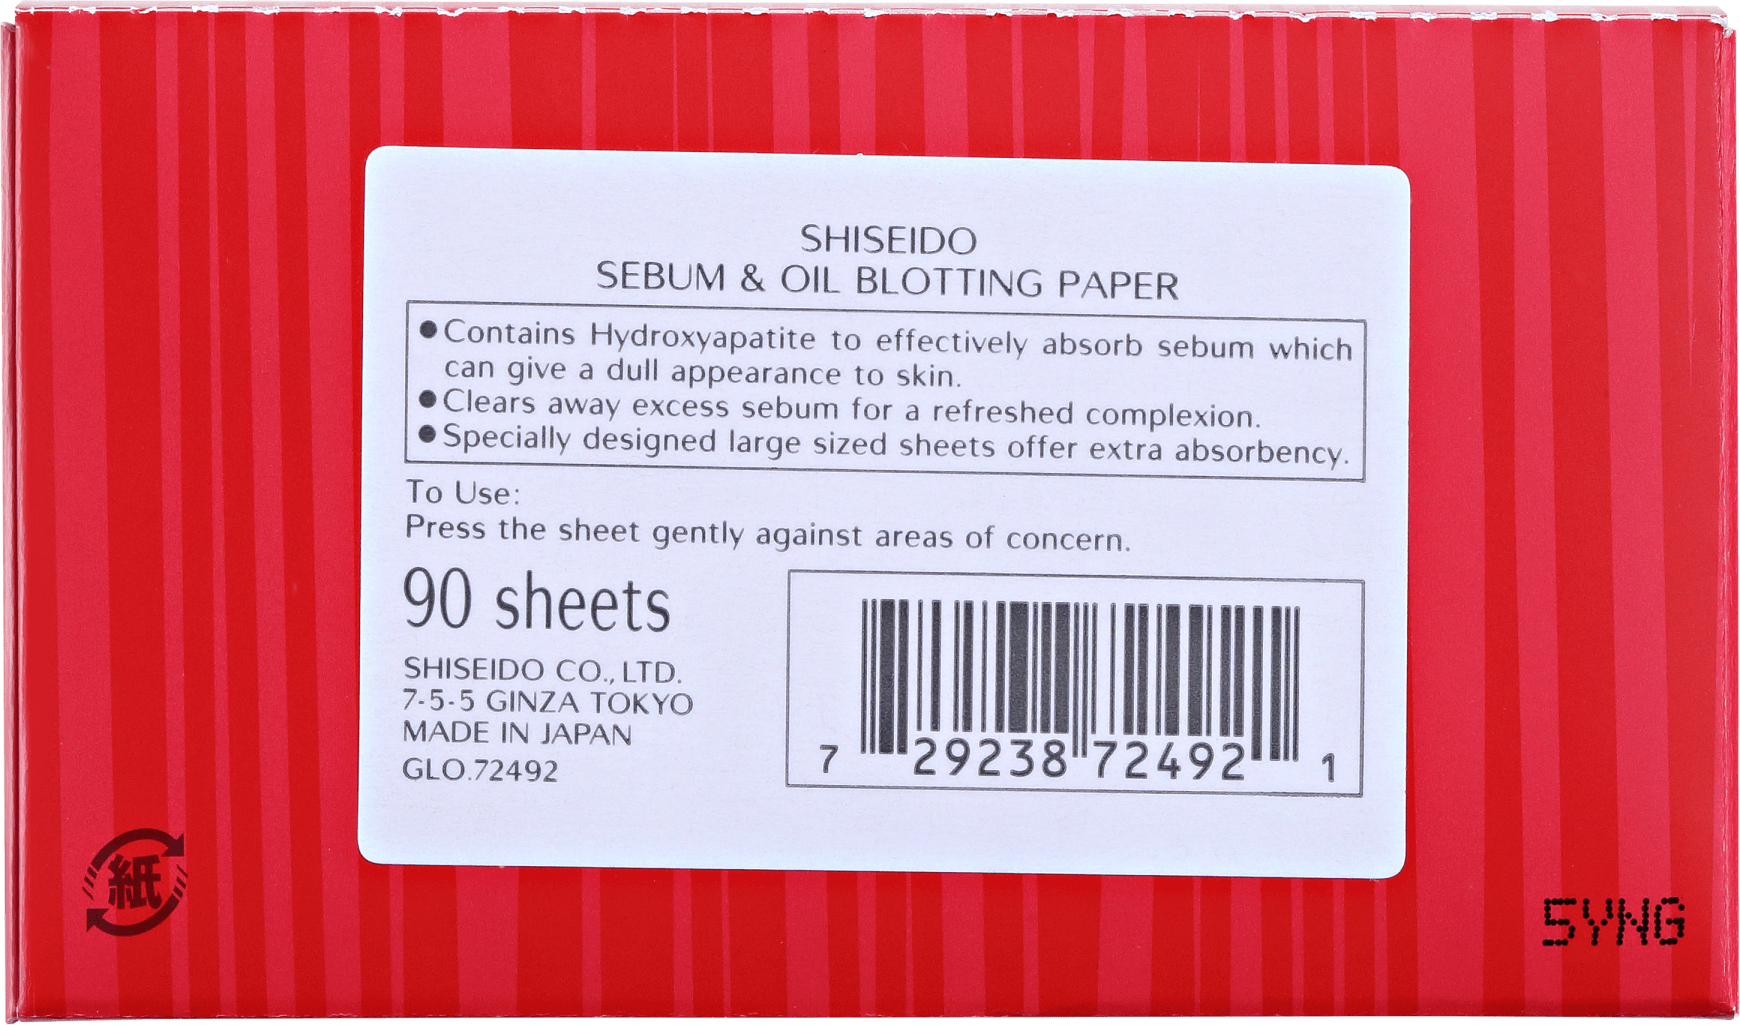 SHISEIDO
SEBUM & OIL BLOTTING PAPER
●Contains Hydroxyapatite to effectively absorb sebum which
can give a dull appearance to skin.
●Clears away excess sebum for a refreshed complexion.
●Specially designed large sized sheets offer extra absorbency.
To Use:
Press the sheet gently against areas of concern.
90 sheets
SHISEIDO CO., LTD.
7-5-5 GINZA TOKYO
MADE IN JAPAN
GLO.72492
7 29238 72492 1
紙
5YNG